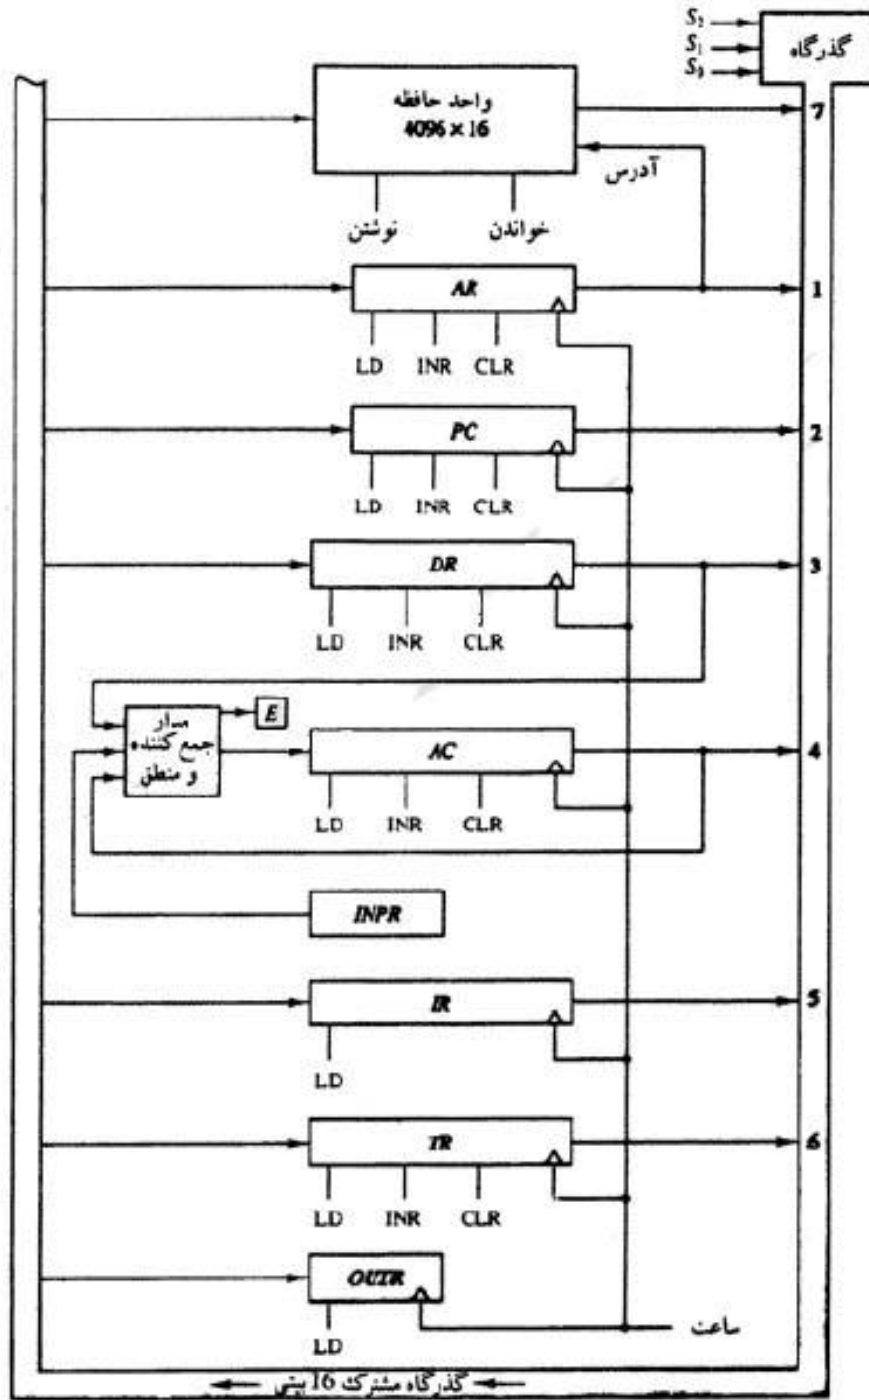 S₂
S₁
S₀
گذرگاه
واحد حافظه
4096 × 16
7
آدرس
نوشتن
خواندن
AR
1
LD INR CLR
PC
2
LD INR CLR
DR
3
LD INR CLR
مدار
جمع کننده
و منطق
E
AC
4
LD INR CLR
INPR
IR
5
LD
TR
6
LD INR CLR
OUTR
LD
ساعت
گذرگاه مشترک 16 بیتی